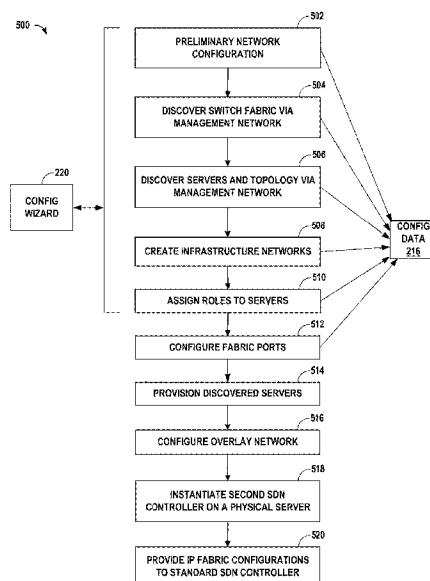 500
502
PRELIMINARY NETWORK
CONFIGURATION
504
DISCOVER SWITCH FABRIC VIA
MANAGEMENT NETWORK
506
DISCOVER SERVERS AND TOPOLOGY VIA
MANAGEMENT NETWORK
220
CONFIG
WIZARD
CONFIG
DATA
216
508
CREATE INFRASTRUCTURE NETWORKS
510
ASSIGN ROLES TO SERVERS
512
CONFIGURE FABRIC PORTS
514
PROVISION DISCOVERED SERVERS
516
CONFIGURE OVERLAY NETWORK
518
INSTANTIATE SECOND SDN
CONTROLLER ON A PHYSICAL SERVER
520
PROVIDE IP FABRIC CONFIGURATIONS
TO STANDARD SDN CONTROLLER